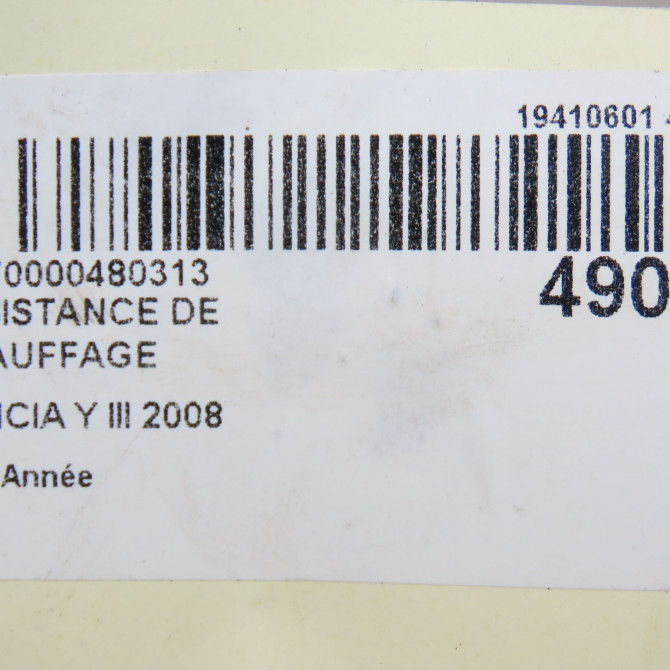 19410601
70000480313
490
ISTANCE DE
AUFFAGE
ICIA Y III 2008
Année